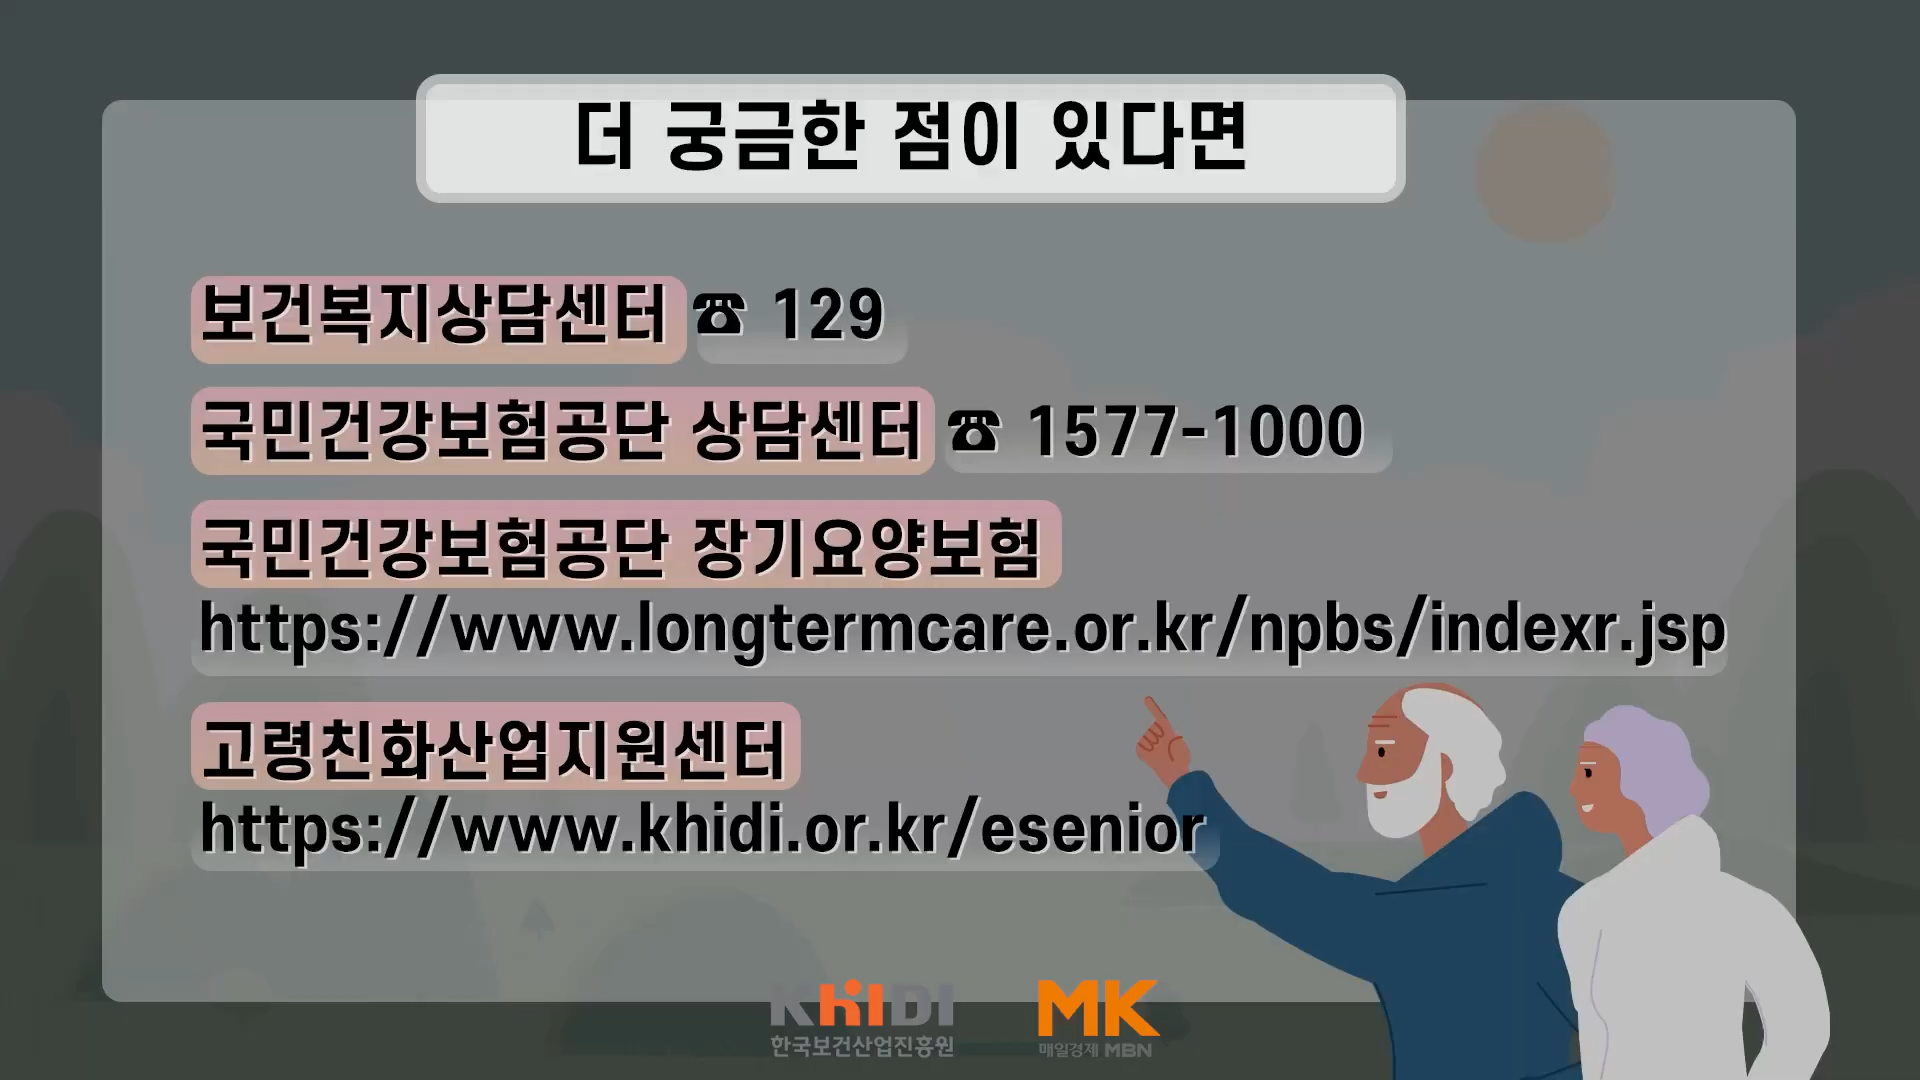 더 궁금한 점이 있다면
보건복지상담센터 ☎ 129
국민건강보험공단 상담센터 ☎ 1577-1000
국민건강보험공단 장기요양보험
https://www.longtermcare.or.kr/npbs/indexr.jsp
고령친화산업지원센터
https://www.khidi.or.kr/esenior
KHIDI MK
한국보건산업진흥원 매일경제 MBN